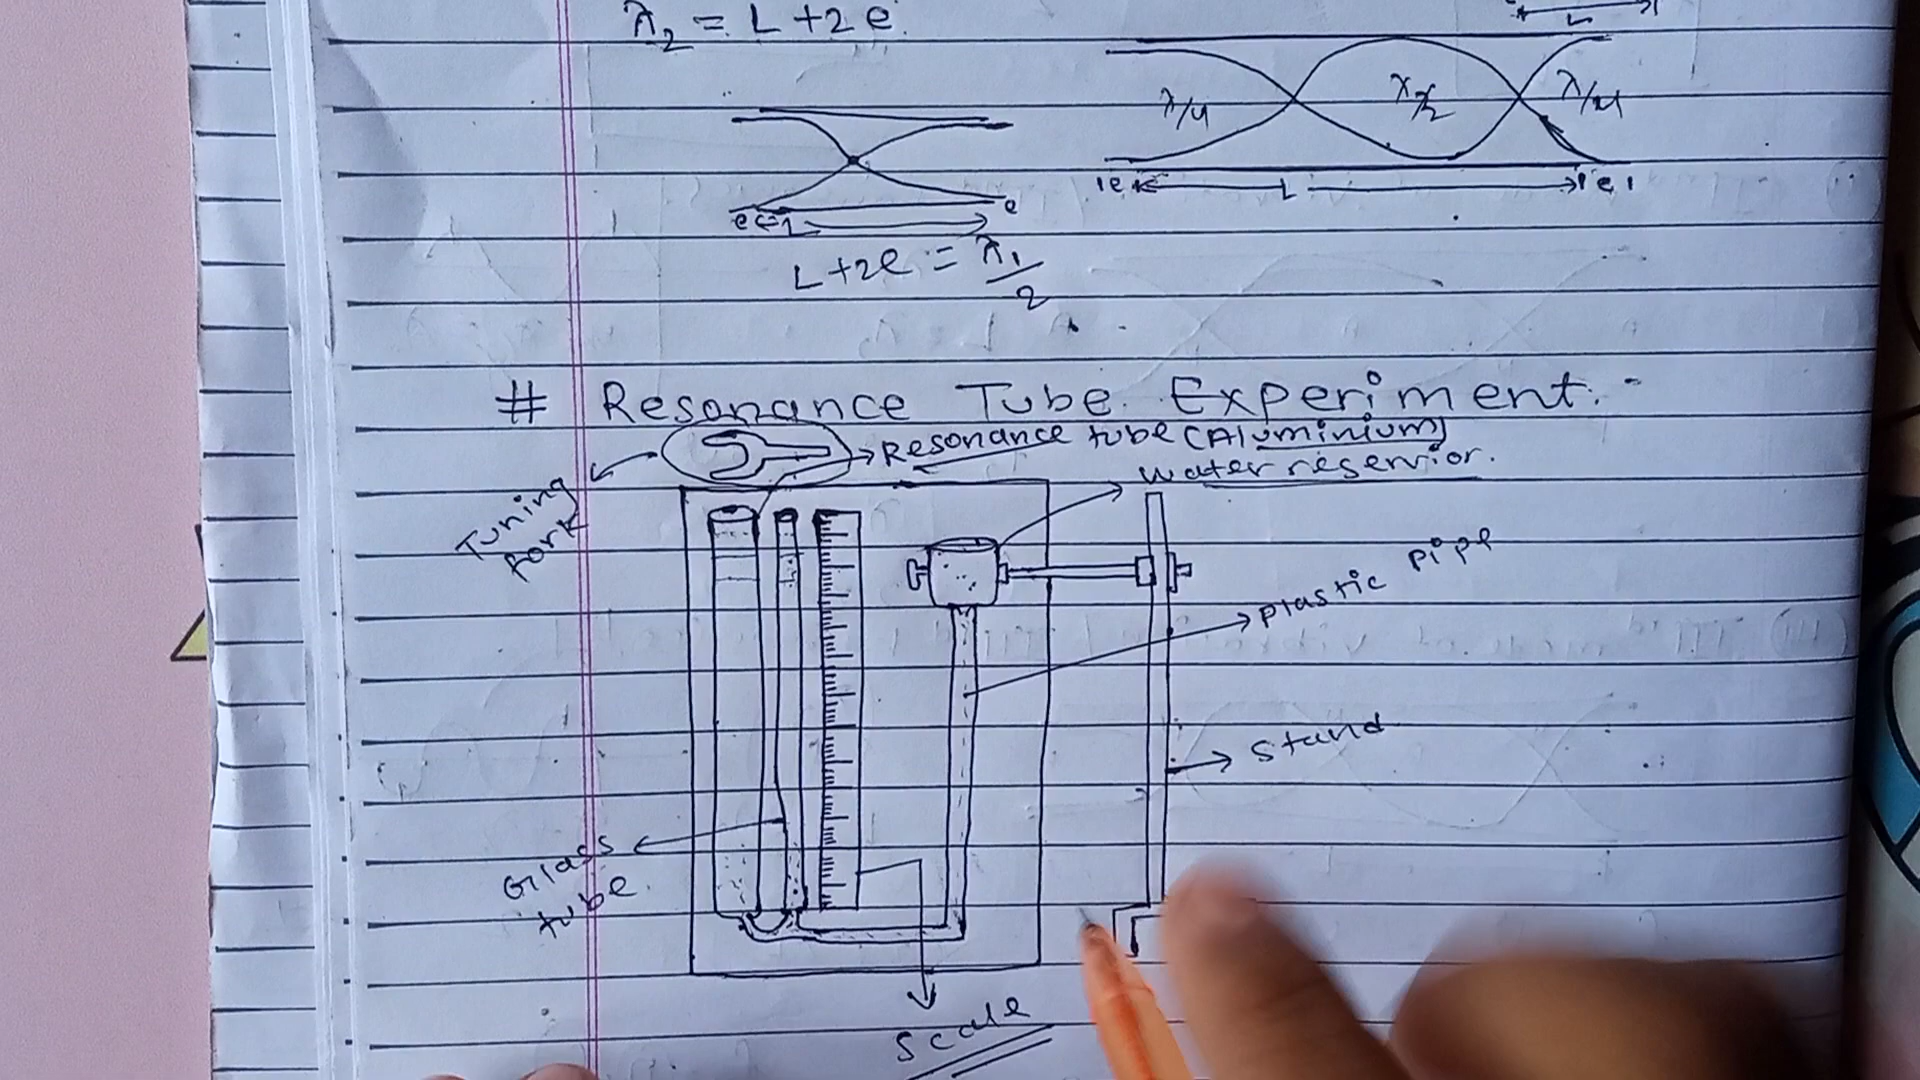 λ₂ = L + 2e.
L
λ/4
λ/2
λ/4
e
L
e
e
L
e
L + 2e = λ₁/2
# Resonance Tube Experiment:-
Resonance tube (Aluminium)
water reservior.
Tuning
fork
plastic pipe
stand
Glass
tube.
scale